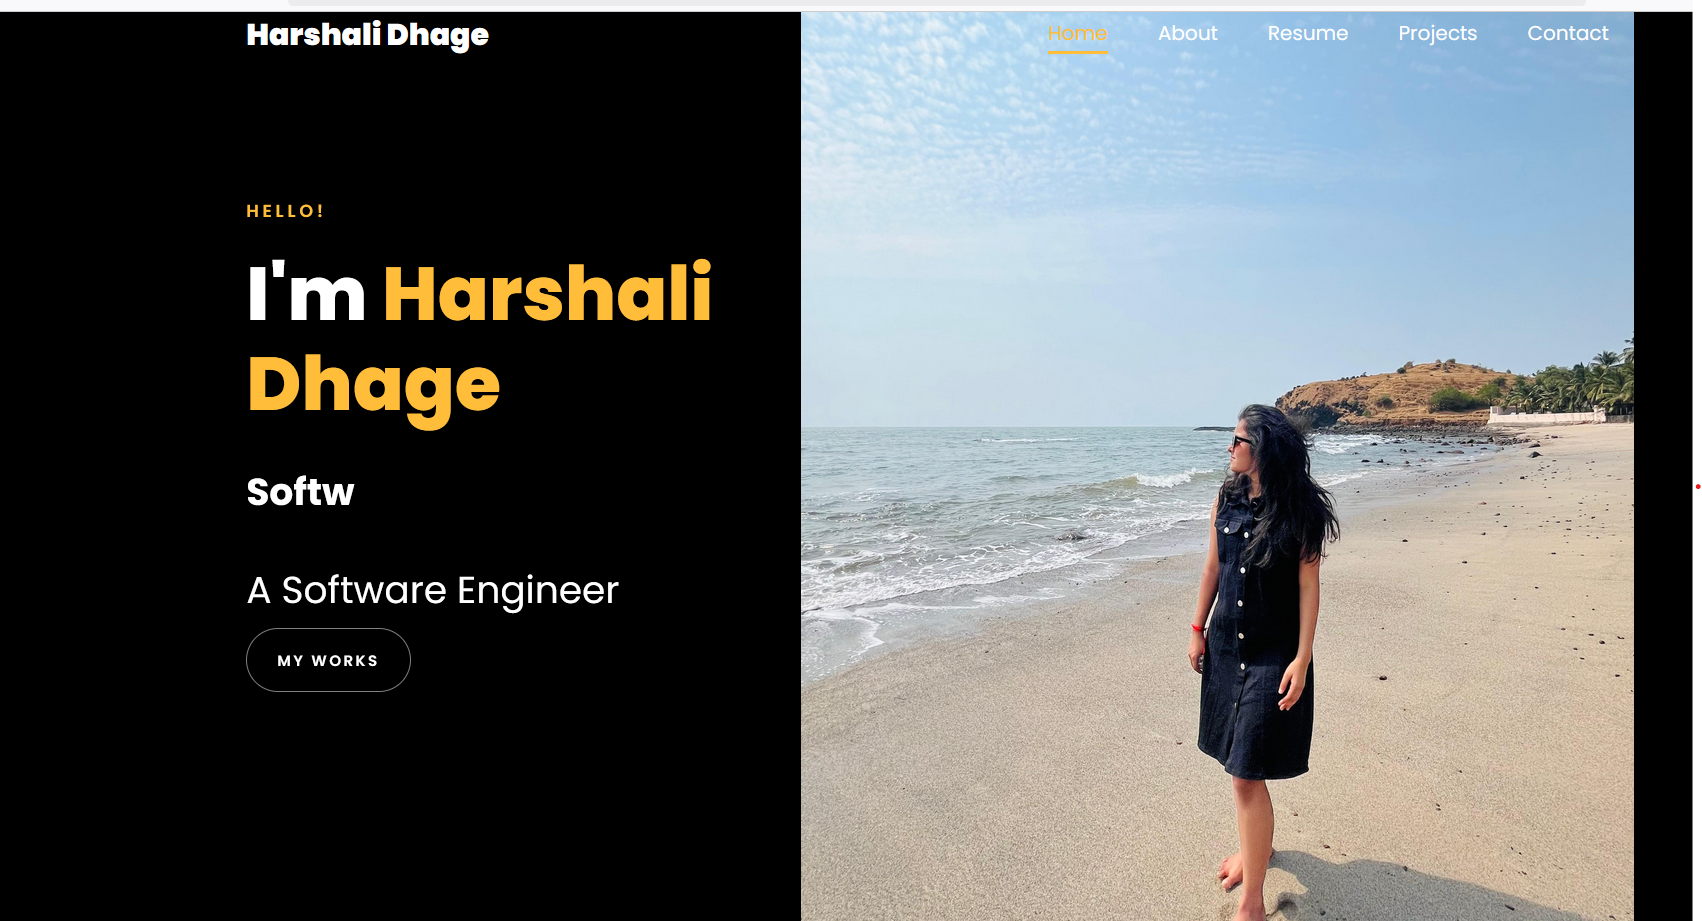 Harshali Dhage
Home About Resume Projects Contact
HELLO!
I'm Harshali
Dhage
Softw
A Software Engineer
MY WORKS